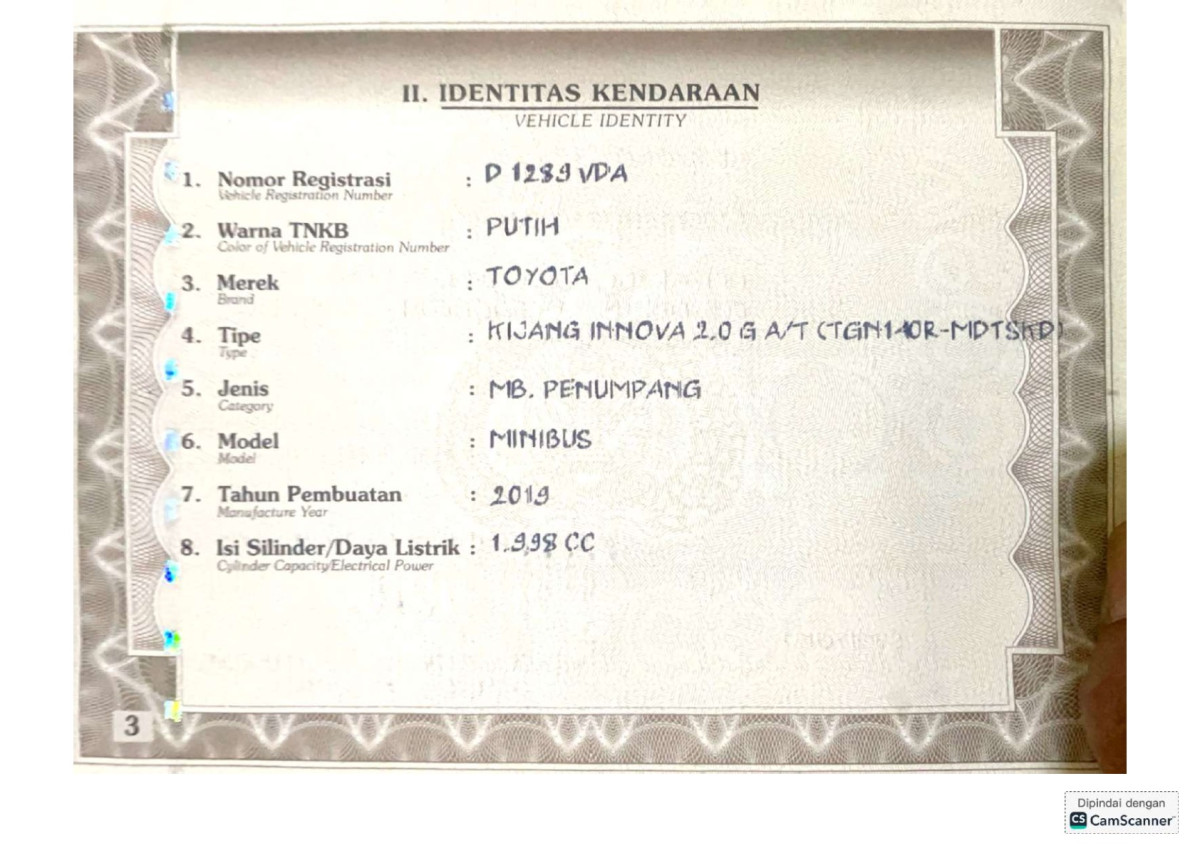 II. IDENTITAS KENDARAAN
VEHICLE IDENTITY
1. Nomor Registrasi : D 1289 VDA
Vehicle Registration Number
2. Warna TNKB : PUTIH
Color of Vehicle Registration Number
3. Merek : TOYOTA
Brand
4. Tipe : KIJANG INNOVA 2.0 G A/T (TGN140R-MDTSKD)
Type
5. Jenis : MB. PENUMPANG
Category
6. Model : MINIBUS
Model
7. Tahun Pembuatan : 2019
Manufacture Year
8. Isi Silinder/Daya Listrik : 1.998 CC
Cylinder Capacity/Electrical Power
3
Dipindai dengan
CS CamScanner